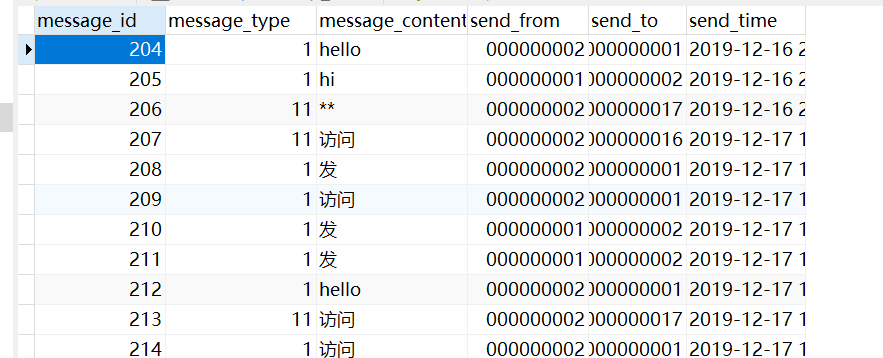 message_id message_type message_content send_from send_to send_time
204 1 hello 000000002 000000001 2019-12-16 2
205 1 hi 000000001 000000002 2019-12-16 2
206 11 ** 000000002 000000017 2019-12-16 2
207 11 访问 000000002 000000016 2019-12-17 1
208 1 发 000000002 000000001 2019-12-17 1
209 1 访问 000000002 000000001 2019-12-17 1
210 1 发 000000001 000000002 2019-12-17 1
211 1 发 000000001 000000002 2019-12-17 1
212 1 hello 000000002 000000001 2019-12-17 1
213 11 访问 000000002 000000017 2019-12-17 1
214 1 访问 000000002 000000001 2019-12-17 1